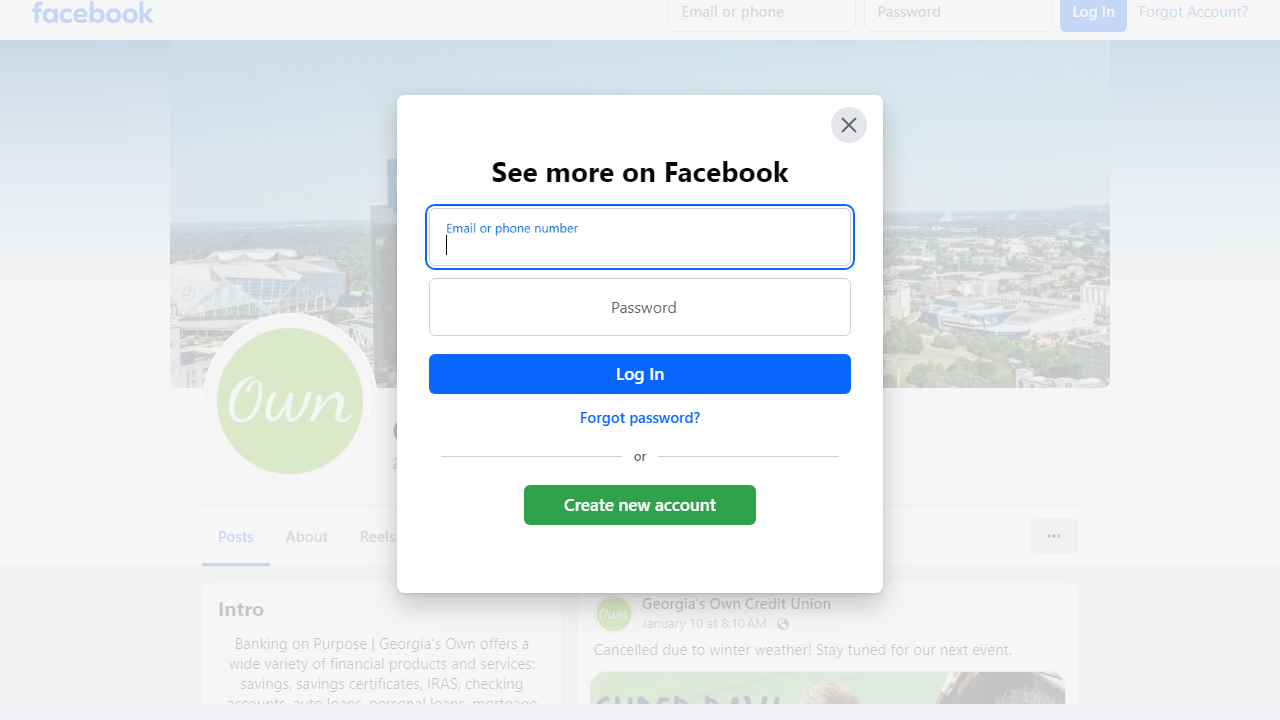 facebook
Email or phone
Password
Log In
Forgot Account?
See more on Facebook
Email or phone number
Password
Log In
Forgot password?
or
Create new account
Own
Posts
About
Reels
Intro
Banking on Purpose | Georgia's Own offers a
wide variety of financial products and services:
savings, savings certificates, IRAS, checking
accounts, auto loans, personal loans, mortgage
Own
Georgia's Own Credit Union
January 10 at 8:10 AM ·
Cancelled due to winter weather! Stay tuned for our next event.